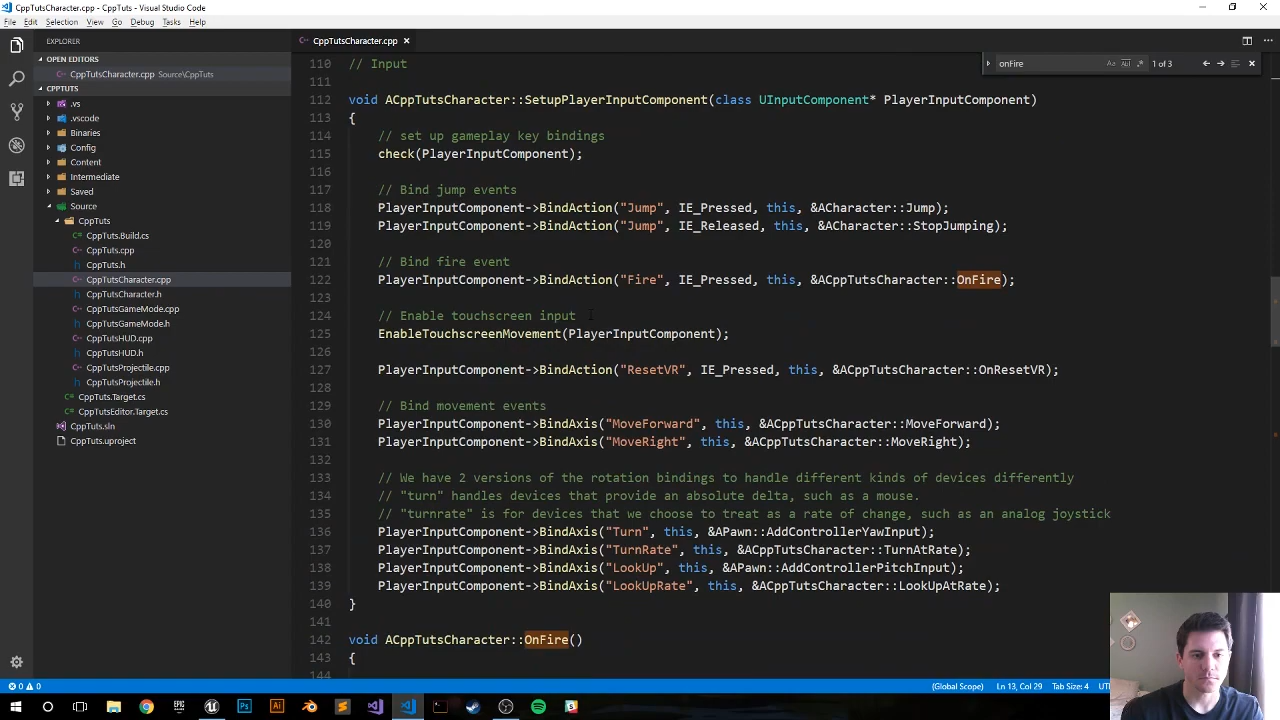 CppTutsCharacter.cpp - CppTuts - Visual Studio Code
File Edit Selection View Go Debug Tasks Help
EXPLORER
OPEN EDITORS
CppTutsCharacter.cpp Source\CppTuts
CPPTUTS
.vs
.vscode
Binaries
Config
Content
Intermediate
Saved
Source
CppTuts
CppTuts.Build.cs
CppTuts.cpp
CppTuts.h
CppTutsCharacter.cpp
CppTutsCharacter.h
CppTutsGameMode.cpp
CppTutsGameMode.h
CppTutsHUD.cpp
CppTutsHUD.h
CppTutsProjectile.cpp
CppTutsProjectile.h
CppTuts.Target.cs
CppTutsEditor.Target.cs
CppTuts.sln
CppTuts.uproject
CppTutsCharacter.cpp
onFire
1 of 3
110 // Input
111
112 void ACppTutsCharacter::SetupPlayerInputComponent(class UInputComponent* PlayerInputComponent)
113 {
114 // set up gameplay key bindings
115 check(PlayerInputComponent);
116
117 // Bind jump events
118 PlayerInputComponent->BindAction("Jump", IE_Pressed, this, &ACharacter::Jump);
119 PlayerInputComponent->BindAction("Jump", IE_Released, this, &ACharacter::StopJumping);
120
121 // Bind fire event
122 PlayerInputComponent->BindAction("Fire", IE_Pressed, this, &ACppTutsCharacter::OnFire);
123
124 // Enable touchscreen input
125 EnableTouchscreenMovement(PlayerInputComponent);
126
127 PlayerInputComponent->BindAction("ResetVR", IE_Pressed, this, &ACppTutsCharacter::OnResetVR);
128
129 // Bind movement events
130 PlayerInputComponent->BindAxis("MoveForward", this, &ACppTutsCharacter::MoveForward);
131 PlayerInputComponent->BindAxis("MoveRight", this, &ACppTutsCharacter::MoveRight);
132
133 // We have 2 versions of the rotation bindings to handle different kinds of devices differently
134 // "turn" handles devices that provide an absolute delta, such as a mouse.
135 // "turnrate" is for devices that we choose to treat as a rate of change, such as an analog joystick
136 PlayerInputComponent->BindAxis("Turn", this, &APawn::AddControllerYawInput);
137 PlayerInputComponent->BindAxis("TurnRate", this, &ACppTutsCharacter::TurnAtRate);
138 PlayerInputComponent->BindAxis("LookUp", this, &APawn::AddControllerPitchInput);
139 PlayerInputComponent->BindAxis("LookUpRate", this, &ACppTutsCharacter::LookUpAtRate);
140 }
141
142 void ACppTutsCharacter::OnFire()
143 {
144
0 0 (Global Scope) Ln 13, Col 29 Tab Size: 4